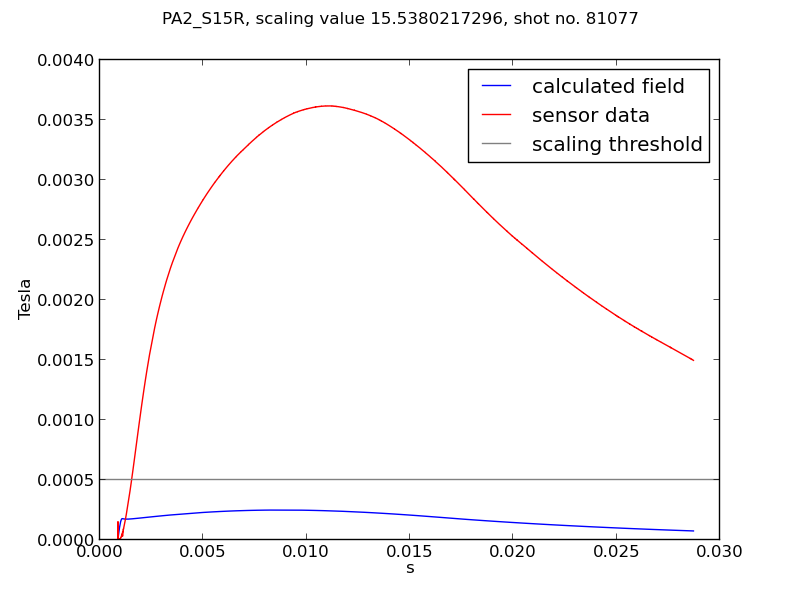 PA2_S15R, scaling value 15.5380217296, shot no. 81077
calculated field
sensor data
scaling threshold
Tesla
0.0040
0.0035
0.0030
0.0025
0.0020
0.0015
0.0010
0.0005
0.0000
0.000 0.005 0.010 0.015 0.020 0.025 0.030
s